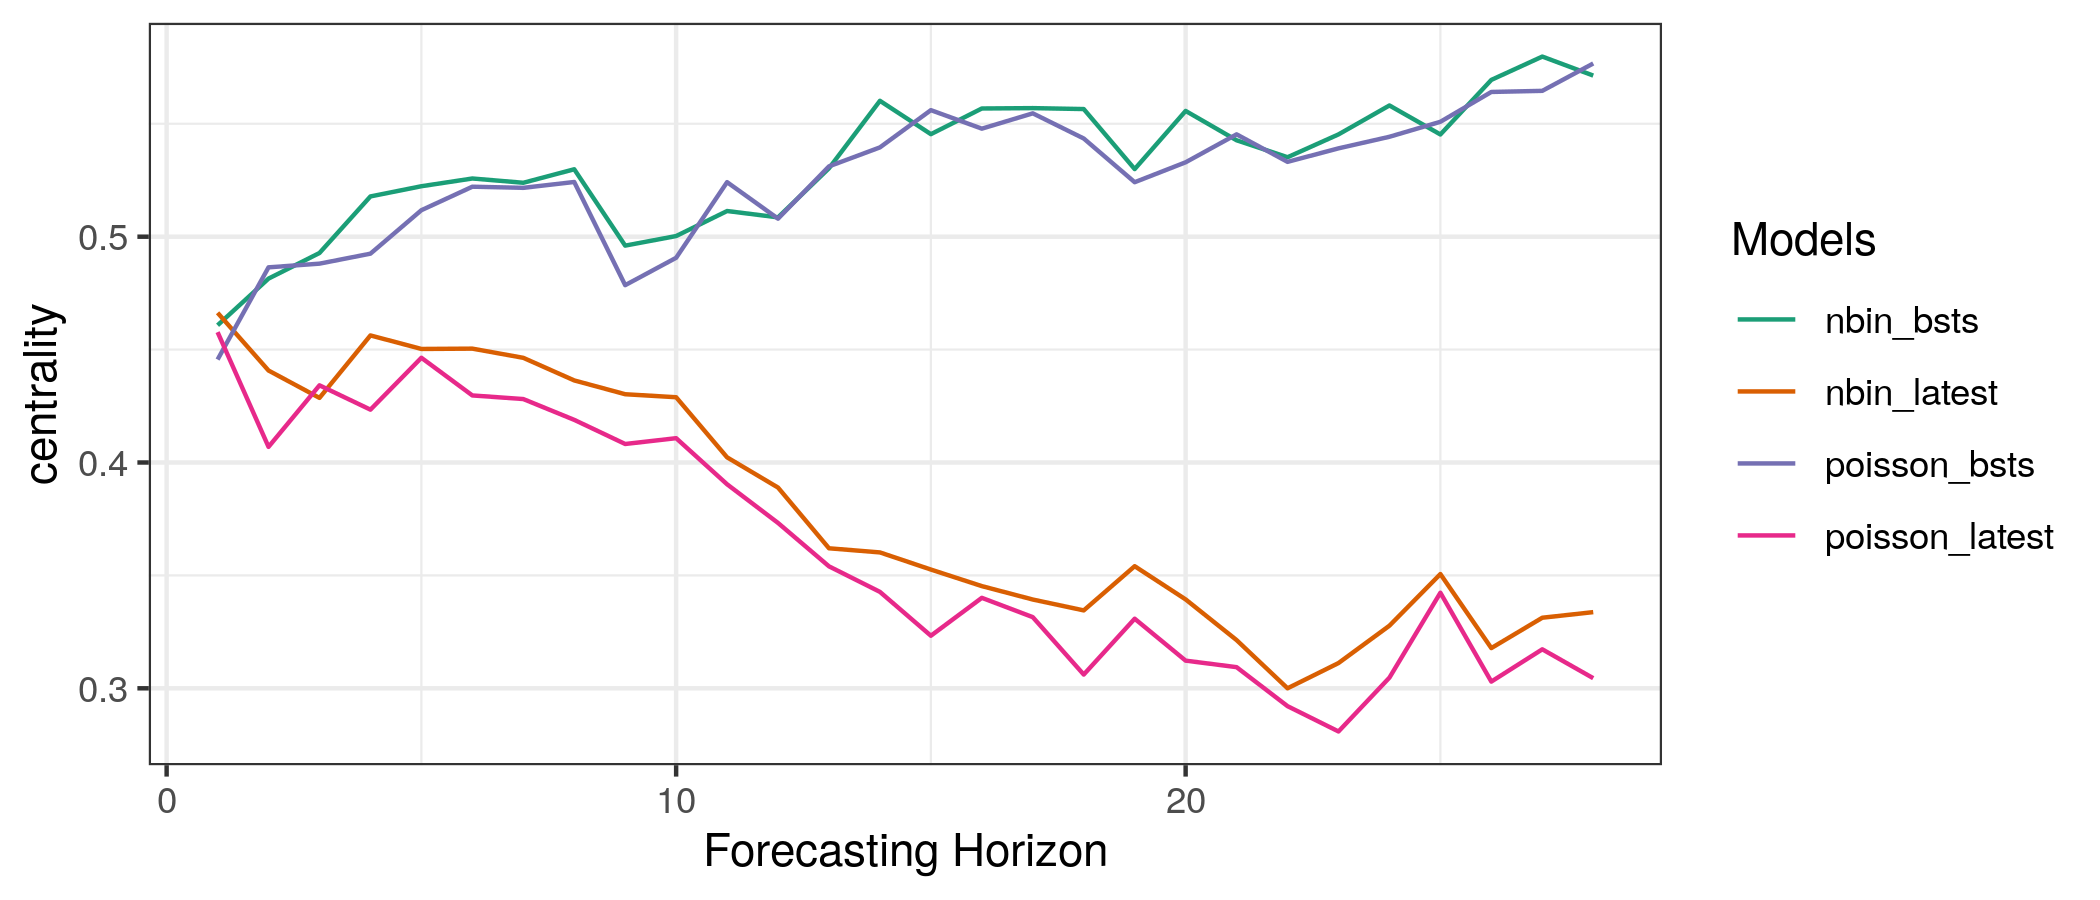 centrality
0.5
0.4
0.3
0
10
20
Forecasting Horizon
Models
nbin_bsts
nbin_latest
poisson_bsts
poisson_latest